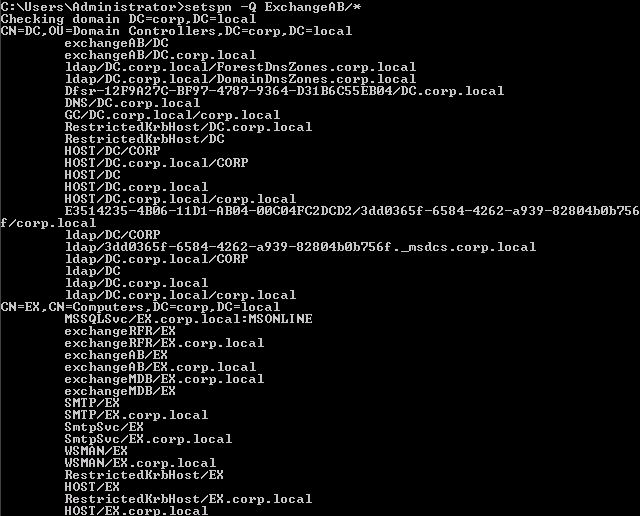 C:\Users\Administrator>setspn -Q ExchangeAB/*
Checking domain DC=corp,DC=local
CN=DC,OU=Domain Controllers,DC=corp,DC=local
exchangeAB/DC
exchangeAB/DC.corp.local
ldap/DC.corp.local/ForestDnsZones.corp.local
ldap/DC.corp.local/DomainDnsZones.corp.local
Dfsr-12F9A27C-BF97-4787-9364-D31B6C55EB04/DC.corp.local
DNS/DC.corp.local
GC/DC.corp.local/corp.local
RestrictedKrbHost/DC.corp.local
RestrictedKrbHost/DC
HOST/DC/CORP
HOST/DC.corp.local/CORP
HOST/DC
HOST/DC.corp.local
HOST/DC.corp.local/corp.local
E3514235-4B06-11D1-AB04-00C04FC2DCD2/3dd0365f-6584-4262-a939-82804b0b756
f/corp.local
ldap/DC/CORP
ldap/3dd0365f-6584-4262-a939-82804b0b756f._msdcs.corp.local
ldap/DC.corp.local/CORP
ldap/DC
ldap/DC.corp.local
ldap/DC.corp.local/corp.local
CN=EX,CN=Computers,DC=corp,DC=local
MSSQLSvc/EX.corp.local:MSONLINE
exchangeRFR/EX
exchangeRFR/EX.corp.local
exchangeAB/EX
exchangeAB/EX.corp.local
exchangeMDB/EX.corp.local
exchangeMDB/EX
SMTP/EX
SMTP/EX.corp.local
SmtpSvc/EX
SmtpSvc/EX.corp.local
WSMAN/EX
WSMAN/EX.corp.local
RestrictedKrbHost/EX
HOST/EX
RestrictedKrbHost/EX.corp.local
HOST/EX.corp.local